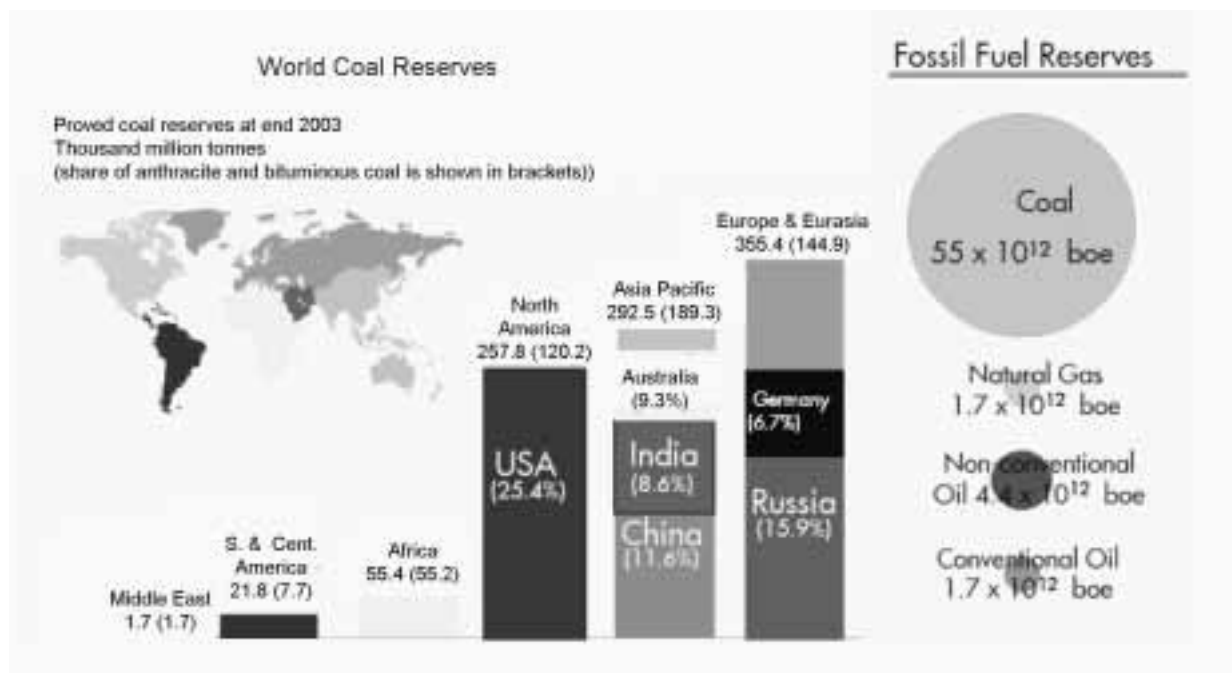 World Coal Reserves
Proved coal reserves at end 2003
Thousand million tonnes
(share of anthracite and bituminous coal is shown in brackets))
Middle East
1.7 (1.7)
S. & Cent.
America
21.8 (7.7)
Africa
55.4 (55.2)
North
America
257.8 (120.2)
USA
(25.4%)
Asia Pacific
292.5 (189.3)
Australia
(9.3%)
India
(8.6%)
China
(11.6%)
Europe & Eurasia
355.4 (144.9)
Germany
(6.7%)
Russia
(15.9%)
Fossil Fuel Reserves
Coal
55 x 10¹² boe
Natural Gas
1.7 x 10¹² boe
Non conventional
Oil 4.4 x 10¹² boe
Conventional Oil
1.7 x 10¹² boe